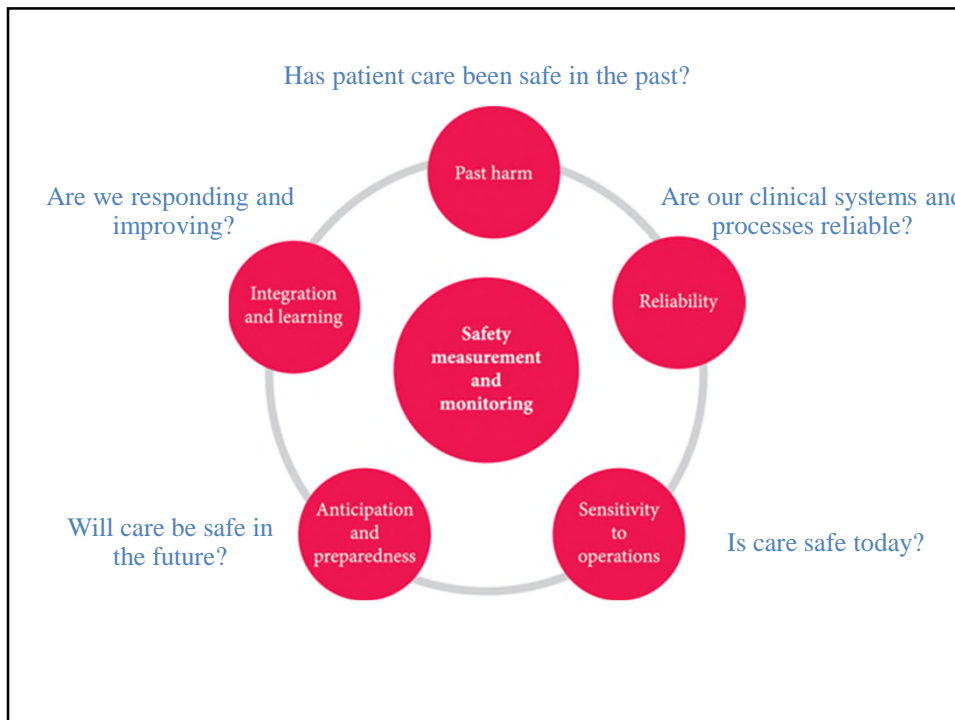 Has patient care been safe in the past?
Past harm
Are we responding and
improving?
Are our clinical systems and
processes reliable?
Integration
and learning
Reliability
Safety
measurement
and
monitoring
Anticipation
and
preparedness
Sensitivity
to
operations
Will care be safe in
the future?
Is care safe today?